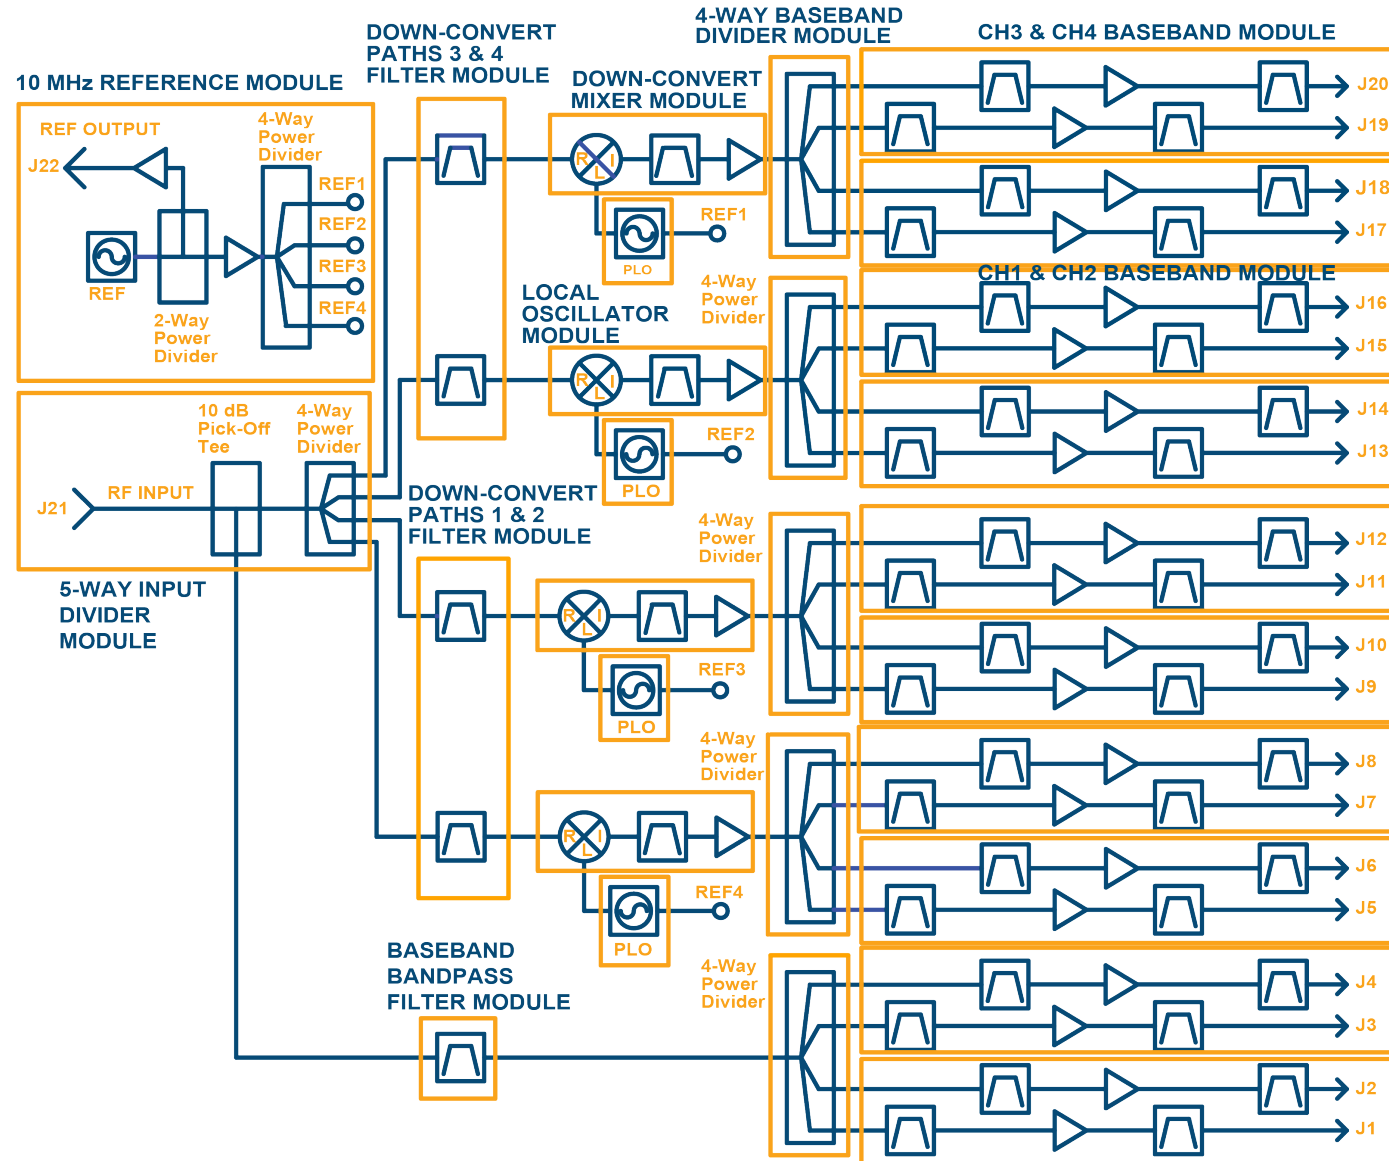 4-WAY BASEBAND
DIVIDER MODULE
CH3 & CH4 BASEBAND MODULE
DOWN-CONVERT
PATHS 3 & 4
FILTER MODULE
10 MHz REFERENCE MODULE
DOWN-CONVERT
MIXER MODULE
J20
J19
J18
J17
REF OUTPUT
4-Way
Power
Divider
J22
REF1
REF2
REF3
REF4
REF
2-Way
Power
Divider
R
I
L
REF1
PLO
CH1 & CH2 BASEBAND MODULE
4-Way
Power
Divider
LOCAL
OSCILLATOR
MODULE
J16
J15
J14
J13
R
I
L
REF2
PLO
10 dB
Pick-Off
Tee
4-Way
Power
Divider
RF INPUT
J21
DOWN-CONVERT
PATHS 1 & 2
FILTER MODULE
4-Way
Power
Divider
J12
J11
J10
J9
5-WAY INPUT
DIVIDER
MODULE
R
I
L
REF3
PLO
4-Way
Power
Divider
J8
J7
J6
J5
R
I
L
REF4
PLO
BASEBAND
BANDPASS
FILTER MODULE
4-Way
Power
Divider
J4
J3
J2
J1